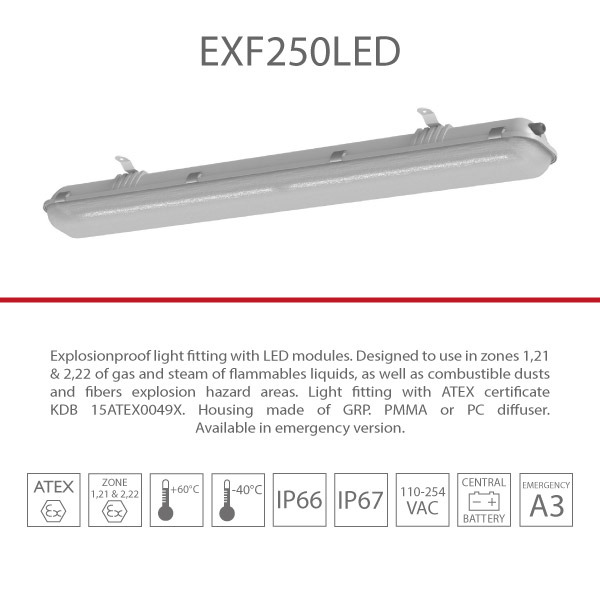 EXF250LED
Explosionproof light fitting with LED modules. Designed to use in zones 1,21
& 2,22 of gas and steam of flammables liquids, as well as combustible dusts
and fibers explosion hazard areas. Light fitting with ATEX certificate
KDB 15ATEX0049X. Housing made of GRP. PMMA or PC diffuser.
Available in emergency version.
ATEX
Ex
ZONE
1,21 & 2,22
Ex
+60°C
-40°C
IP66
IP67
110-254
VAC
CENTRAL
- +
BATTERY
EMERGENCY
A3